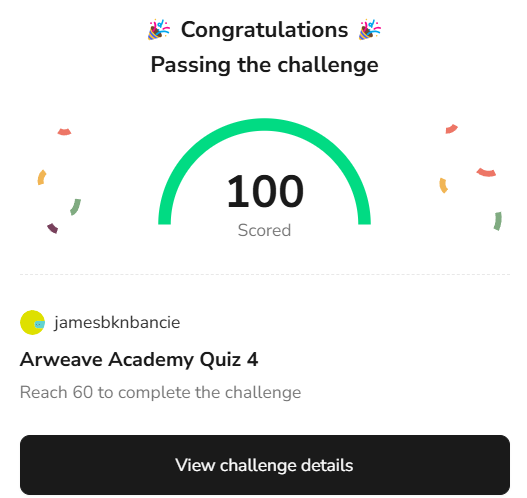 🎉 Congratulations 🎉
Passing the challenge
100
Scored
jamesbknbancie
Arweave Academy Quiz 4
Reach 60 to complete the challenge
View challenge details